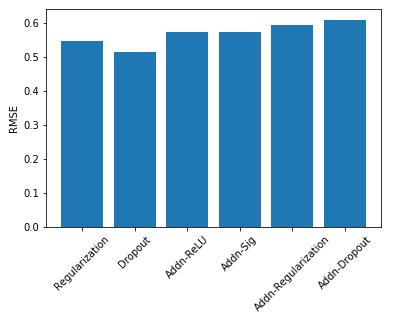 0.6
0.5
0.4
0.3
0.2
0.1
0.0
RMSE
Regularization
Dropout
Addn-ReLU
Addn-Sig
Addn-Regularization
Addn-Dropout